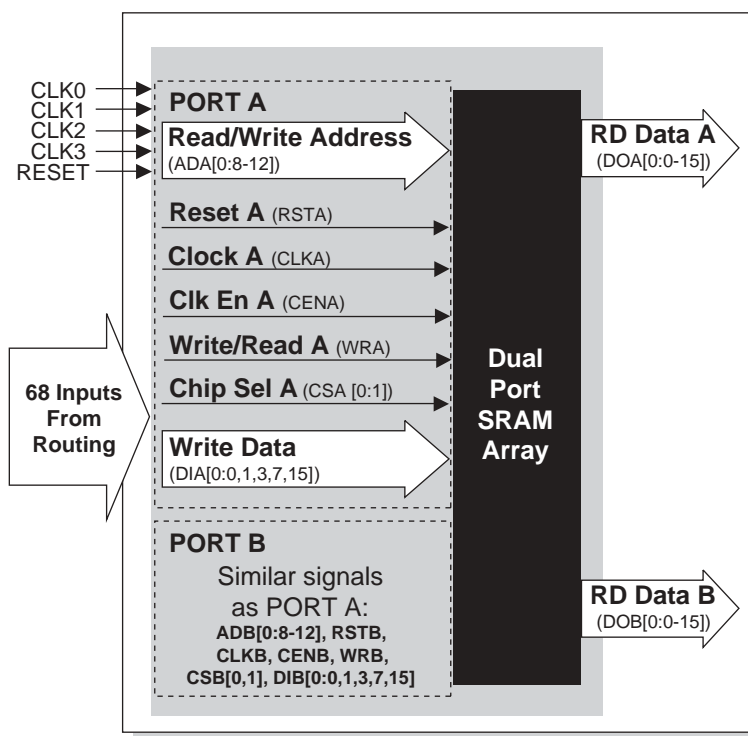 CLK0
CLK1
CLK2
CLK3
RESET
PORT A
Read/Write Address
(ADA[0:8-12])
Reset A (RSTA)
Clock A (CLKA)
Clk En A (CENA)
Write/Read A (WRA)
Chip Sel A (CSA [0:1])
Write Data
(DIA[0:0,1,3,7,15])
68 Inputs
From
Routing
PORT B
Similar signals
as PORT A:
ADB[0:8-12], RSTB,
CLKB, CENB, WRB,
CSB[0,1], DIB[0:0,1,3,7,15]
Dual
Port
SRAM
Array
RD Data A
(DOA[0:0-15])
RD Data B
(DOB[0:0-15])